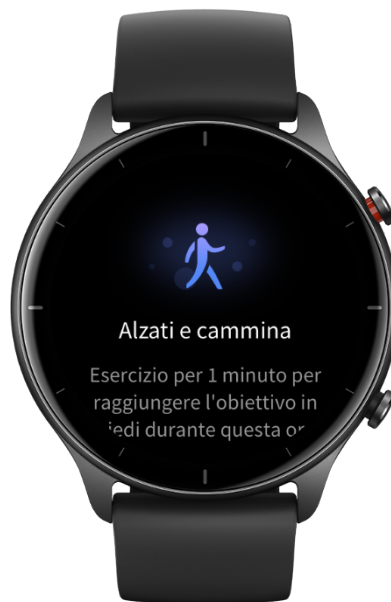 Alzati e cammina
Esercizio per 1 minuto per
raggiungere l'obiettivo in
durante questa